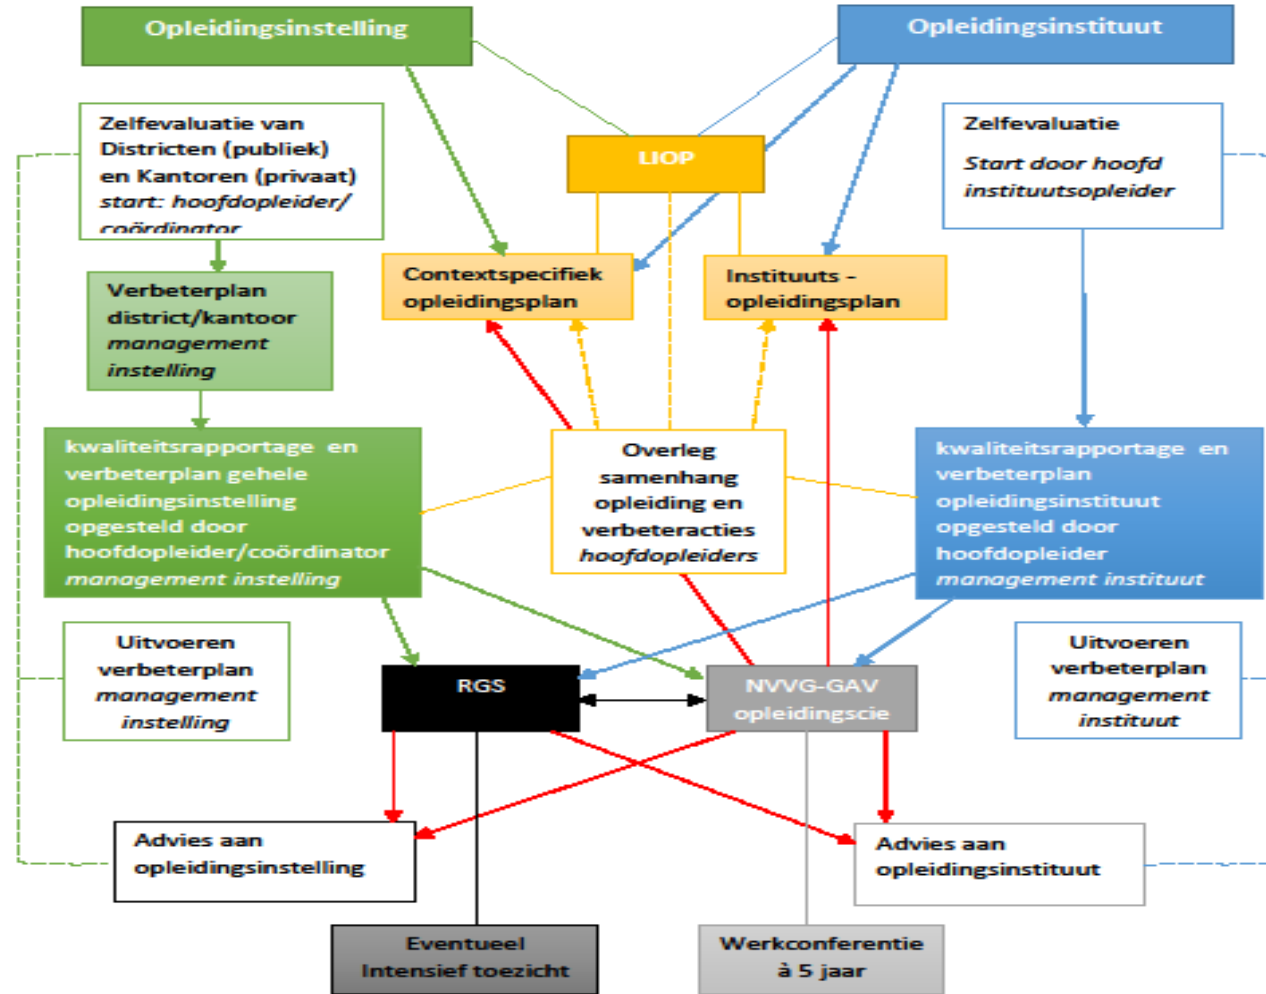 Opleidingsinstelling
Opleidingsinstituut
Zelfevaluatie van
Districten (publiek)
en Kantoren (privaat)
start: hoofdopleider/
coördinator
LIOP
Zelfevaluatie
Start door hoofd
instituutsopleider
Contextspecifiek
opleidingsplan
Instituuts -
opleidingsplan
Verbeterplan
district/kantoor
management
instelling
kwaliteitsrapportage en
verbeterplan gehele
opleidingsinstelling
opgesteld door
hoofdopleider/coördinator
management instelling
Overleg
samenhang
opleiding en
verbeteracties
hoofdopleiders
kwaliteitsrapportage en
verbeterplan
opleidingsinstituut
opgesteld door
hoofdopleider
management instituut
Uitvoeren
verbeterplan
management
instelling
RGS
NVVG-GAV
opleidingscie
Uitvoeren
verbeterplan
management
instituut
Advies aan
opleidingsinstelling
Advies aan
opleidingsinstituut
Eventueel
Intensief toezicht
Werkconferentie
à 5 jaar